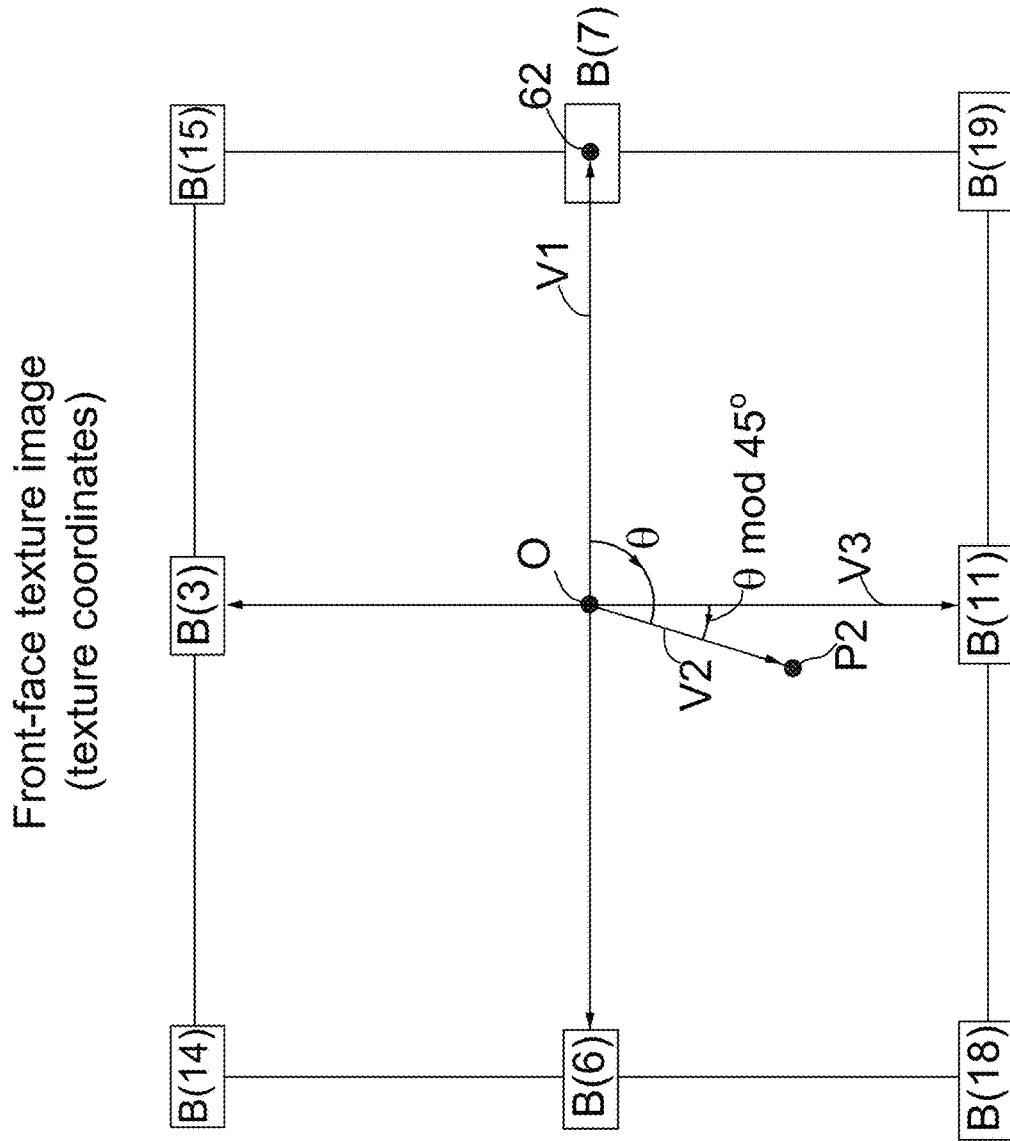 Front-face texture image
(texture coordinates)
B(14)
B(3)
B(15)
O
V1
62
B(6)
B(7)
θ
V2
θ mod 45°
P2
V3
B(18)
B(11)
B(19)